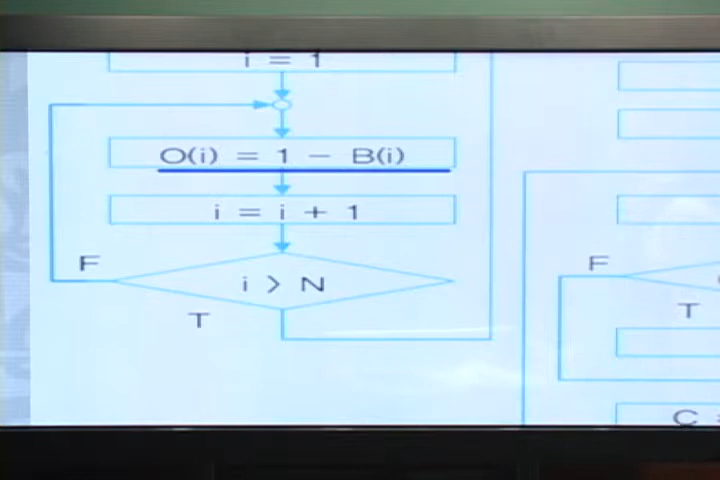 i = 1
O(i) = 1 - B(i)
i = i + 1
F
i > N
T
F
T
C